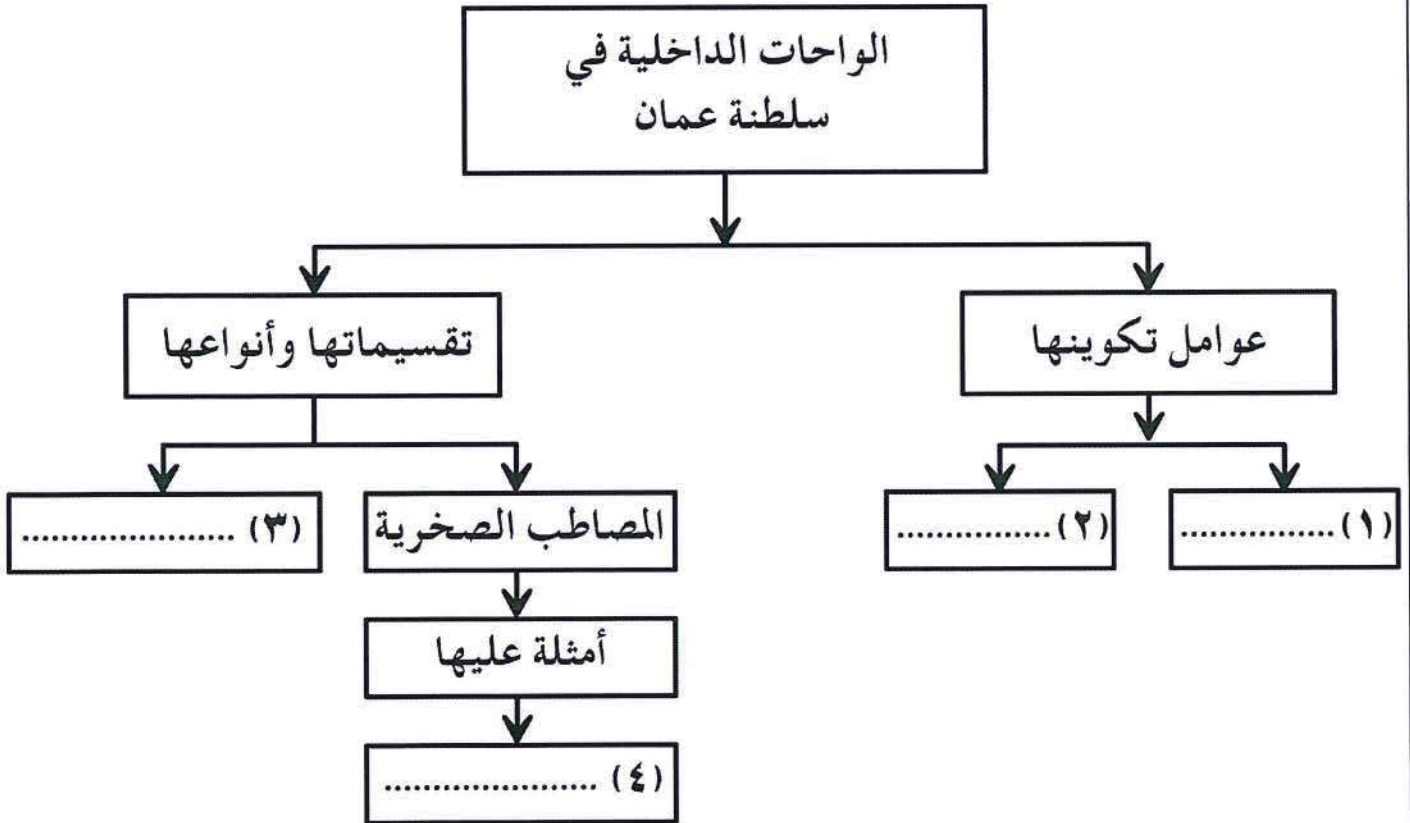 الواحات الداخلية في
سلطنة عمان
عوامل تكوينها
تقسيماتها وأنواعها
(١) ................
(٢) ................
المصاطب الصخرية
(٣) ......................
أمثلة عليها
(٤) ......................